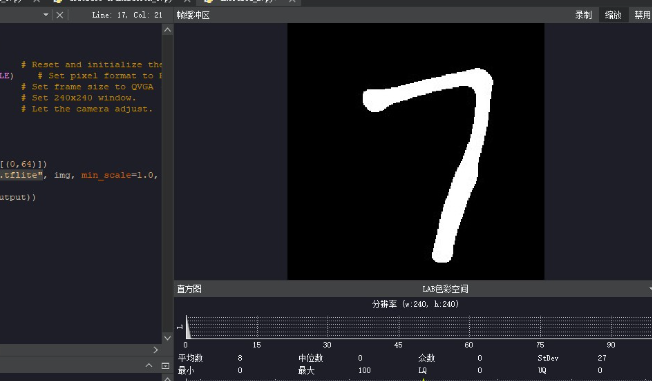 Line: 17, Col: 21
帧缓冲区
录制 缩放 禁用
# Reset and initialize the
LE) # Set pixel format to
# Set frame size to QVGA
# Set 240x240 window.
# Let the camera adjust.
[(0,64)])
.tflite", img, min_scale=1.0,
utput))
7
直方图
LAB色彩空间
分辨率 (w:240, h:240)
0 15 30 45 60 75 90
平均数 8 中位数 0 众数 0 StDev 27
最小 0 最大 100 LQ 0 UQ 0